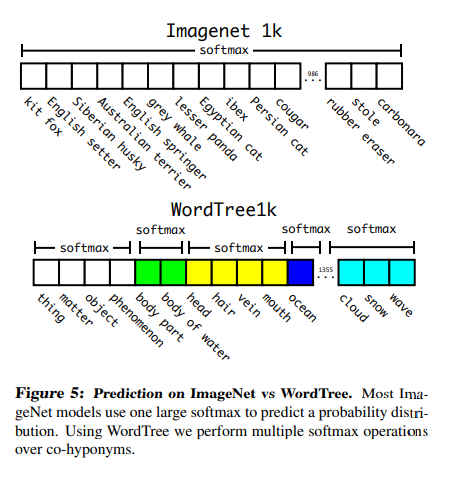 Imagenet 1k
softmax
986
...
kit fox
English setter
Siberian husky
Australian terrier
English springer
grey whale
lesser panda
Egyptian cat
ibex
Persian cat
cougar
rubber eraser
stole
carbonara
WordTree1k
softmax
softmax
softmax
softmax
softmax
1355
...
thing
matter
object
phenomenon
body part
body of water
head
hair
vein
mouth
ocean
cloud
snow
wave
Figure 5: Prediction on ImageNet vs WordTree. Most Ima-
geNet models use one large softmax to predict a probability distri-
bution. Using WordTree we perform multiple softmax operations
over co-hyponyms.